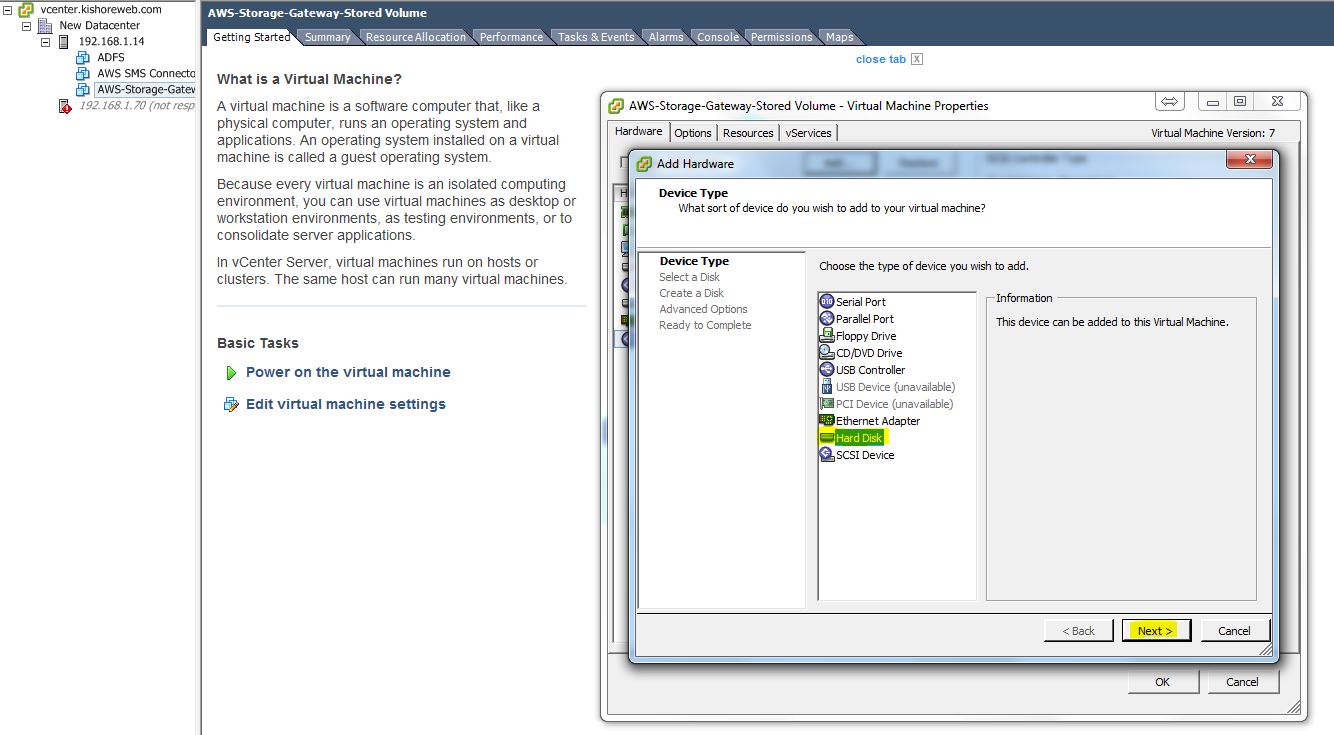 vcenter.kishoreweb.com
New Datacenter
192.168.1.14
ADFS
AWS SMS Connecto
AWS-Storage-Gatew
192.168.1.70 (not resp
AWS-Storage-Gateway-Stored Volume
Getting Started Summary Resource Allocation Performance Tasks & Events Alarms Console Permissions Maps
close tab X
What is a Virtual Machine?
A virtual machine is a software computer that, like a
physical computer, runs an operating system and
applications. An operating system installed on a virtual
machine is called a guest operating system.
Because every virtual machine is an isolated computing
environment, you can use virtual machines as desktop or
workstation environments, as testing environments, or to
consolidate server applications.
In vCenter Server, virtual machines run on hosts or
clusters. The same host can run many virtual machines.
Basic Tasks
Power on the virtual machine
Edit virtual machine settings
AWS-Storage-Gateway-Stored Volume - Virtual Machine Properties
Hardware Options Resources vServices
Virtual Machine Version: 7
Add Hardware
Device Type
What sort of device do you wish to add to your virtual machine?
Device Type
Select a Disk
Create a Disk
Advanced Options
Ready to Complete
Choose the type of device you wish to add.
Serial Port
Parallel Port
Floppy Drive
CD/DVD Drive
USB Controller
USB Device (unavailable)
PCI Device (unavailable)
Ethernet Adapter
Hard Disk
SCSI Device
Information
This device can be added to this Virtual Machine.
< Back Next > Cancel
OK Cancel